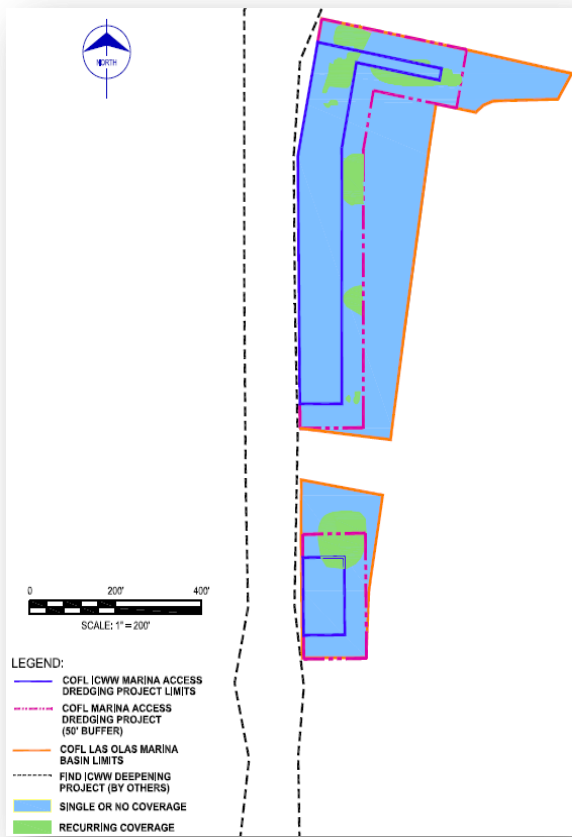 NORTH
0 200' 400'
SCALE: 1" = 200'
LEGEND:
COFL ICWW MARINA ACCESS
DREDGING PROJECT LIMITS
COFL MARINA ACCESS
DREDGING PROJECT
(50' BUFFER)
COFL LAS OLAS MARINA
BASIN LIMITS
FIND ICWW DEEPENING
PROJECT (BY OTHERS)
SINGLE OR NO COVERAGE
RECURRING COVERAGE